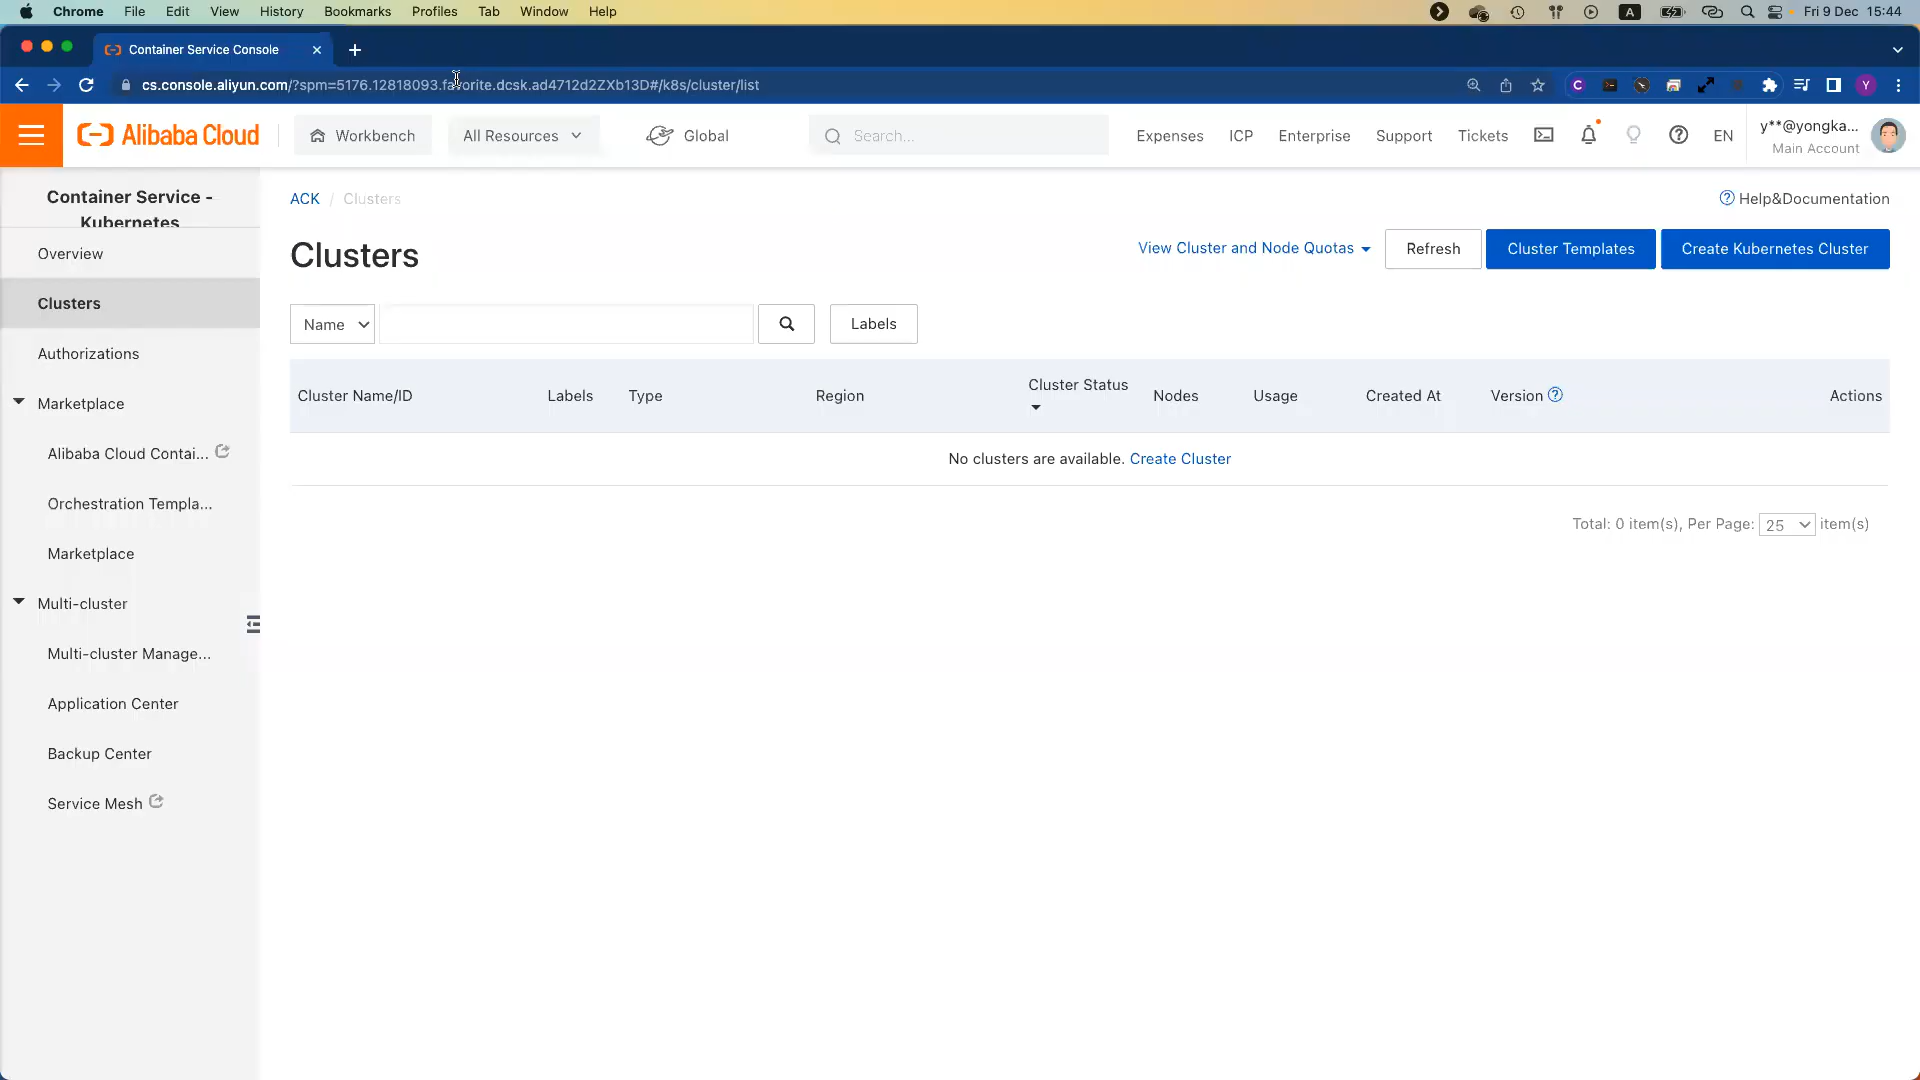 Chrome File Edit View History Bookmarks Profiles Tab Window Help A Fri 9 Dec 15:44
Container Service Console
cs.console.aliyun.com/?spm=5176.12818093.favorite.dcsk.ad4712d2ZXb13D#/k8s/cluster/list C Y
Alibaba Cloud Workbench All Resources Global Search... Expenses ICP Enterprise Support Tickets EN y**@yongka...
Main Account
Container Service -
Kubernetes
Overview
Clusters
Authorizations
Marketplace
Alibaba Cloud Contai...
Orchestration Templa...
Marketplace
Multi-cluster
Multi-cluster Manage...
Application Center
Backup Center
Service Mesh
ACK / Clusters
Help&Documentation
Clusters
View Cluster and Node Quotas Refresh Cluster Templates Create Kubernetes Cluster
Name Labels
Cluster Name/ID Labels Type Region Cluster Status Nodes Usage Created At Version Actions
No clusters are available. Create Cluster
Total: 0 item(s), Per Page: 25 item(s)